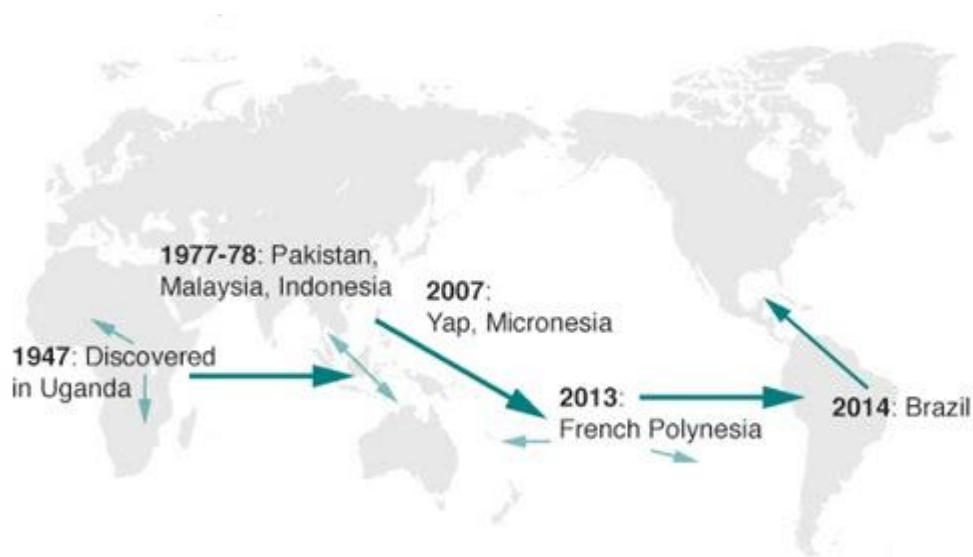 1977-78: Pakistan,
Malaysia, Indonesia
2007:
Yap, Micronesia
1947: Discovered
in Uganda
2013:
French Polynesia
2014: Brazil